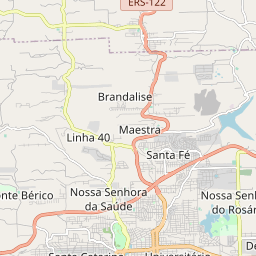 ERS-122
Brandalise
Linha 40
Maestra
Santa Fé
onte Bérico
Nossa Senhora
da Saúde
Nossa Senh
do Rosár
De
Santa Catarina
Universitário